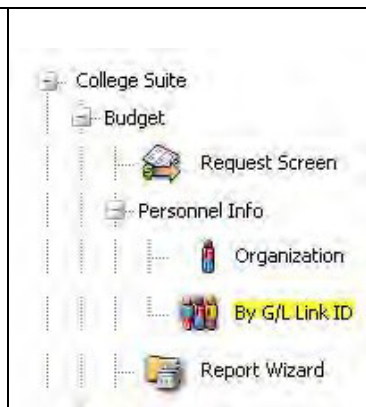 College Suite
Budget
Request Screen
Personnel Info
Organization
By G/L Link ID
Report Wizard